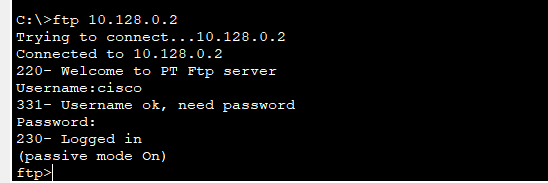 C:\>ftp 10.128.0.2
Trying to connect...10.128.0.2
Connected to 10.128.0.2
220- Welcome to PT Ftp server
Username:cisco
331- Username ok, need password
Password:
230- Logged in
(passive mode On)
ftp>